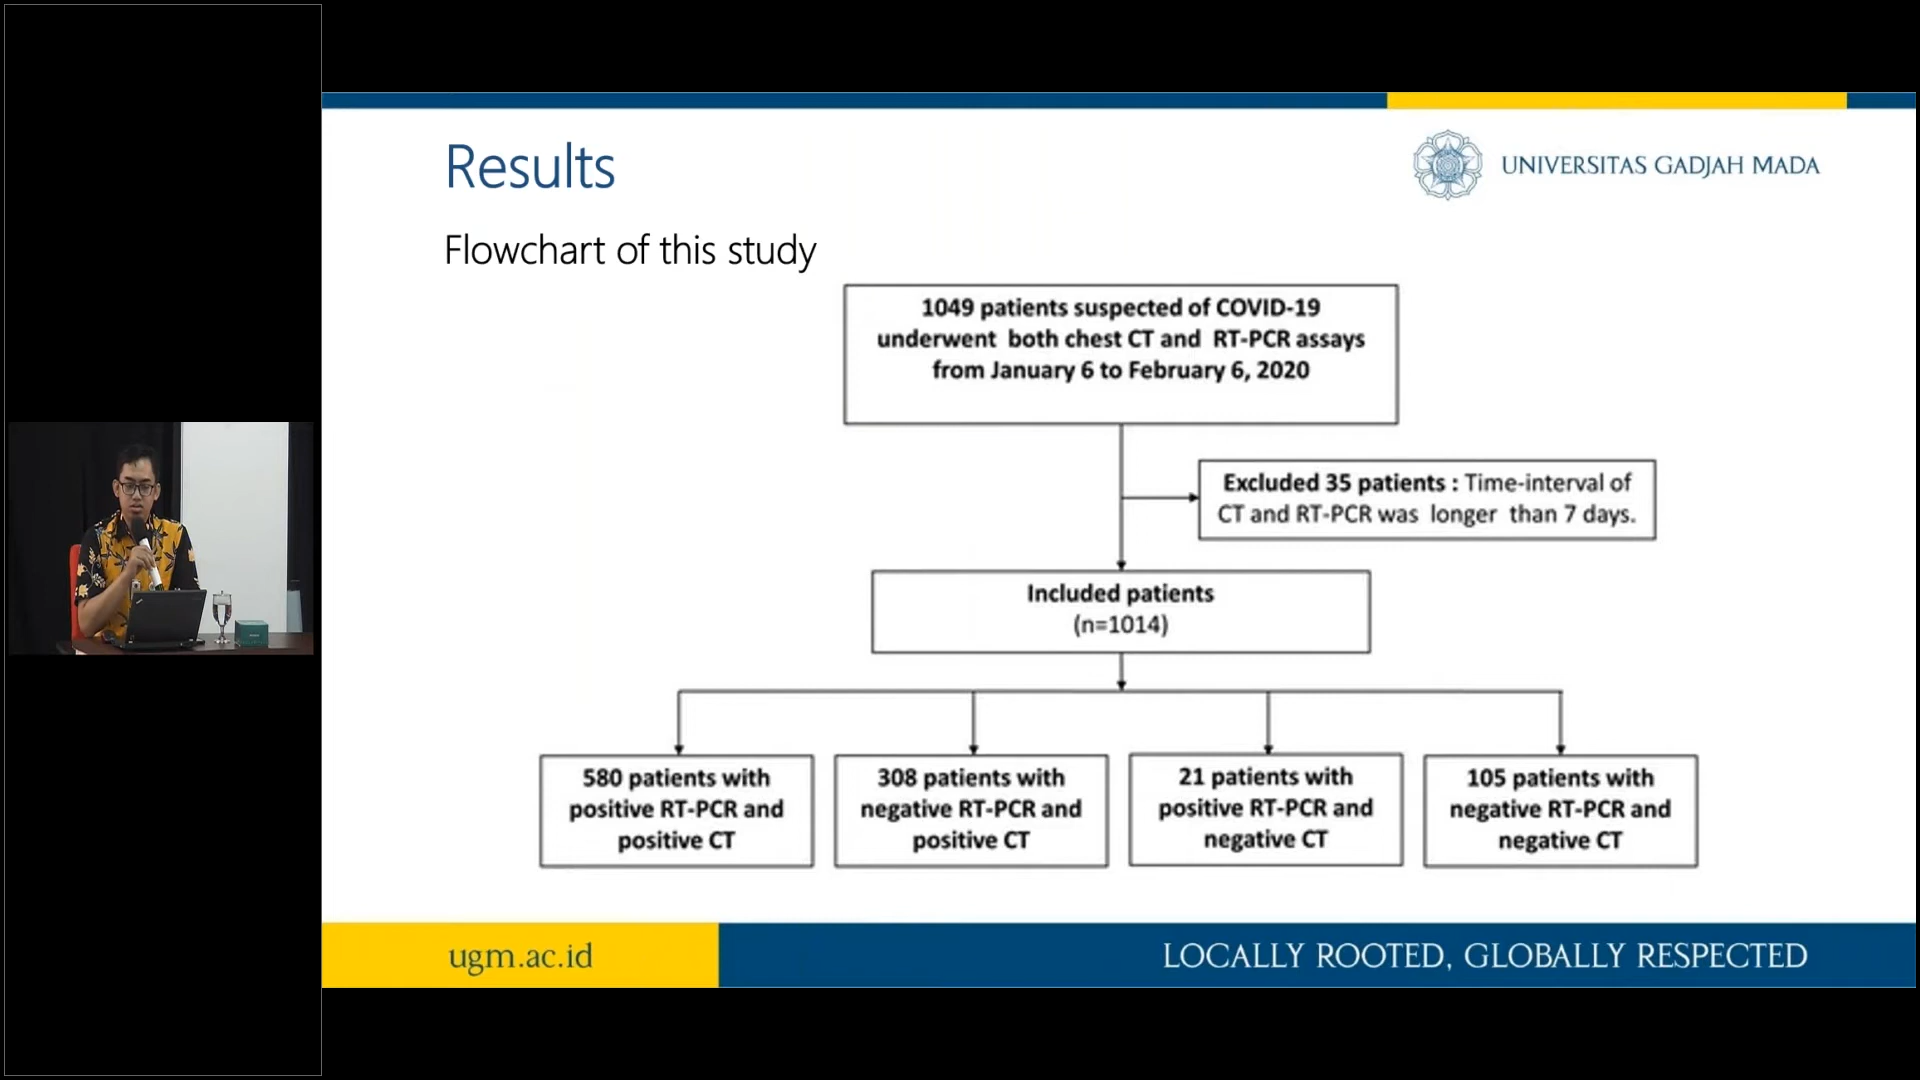 Results
UNIVERSITAS GADJAH MADA
Flowchart of this study
1049 patients suspected of COVID-19
underwent both chest CT and RT-PCR assays
from January 6 to February 6, 2020
Excluded 35 patients : Time-interval of
CT and RT-PCR was longer than 7 days.
Included patients
(n=1014)
580 patients with
positive RT-PCR and
positive CT
308 patients with
negative RT-PCR and
positive CT
21 patients with
positive RT-PCR and
negative CT
105 patients with
negative RT-PCR and
negative CT
ugm.ac.id
LOCALLY ROOTED, GLOBALLY RESPECTED